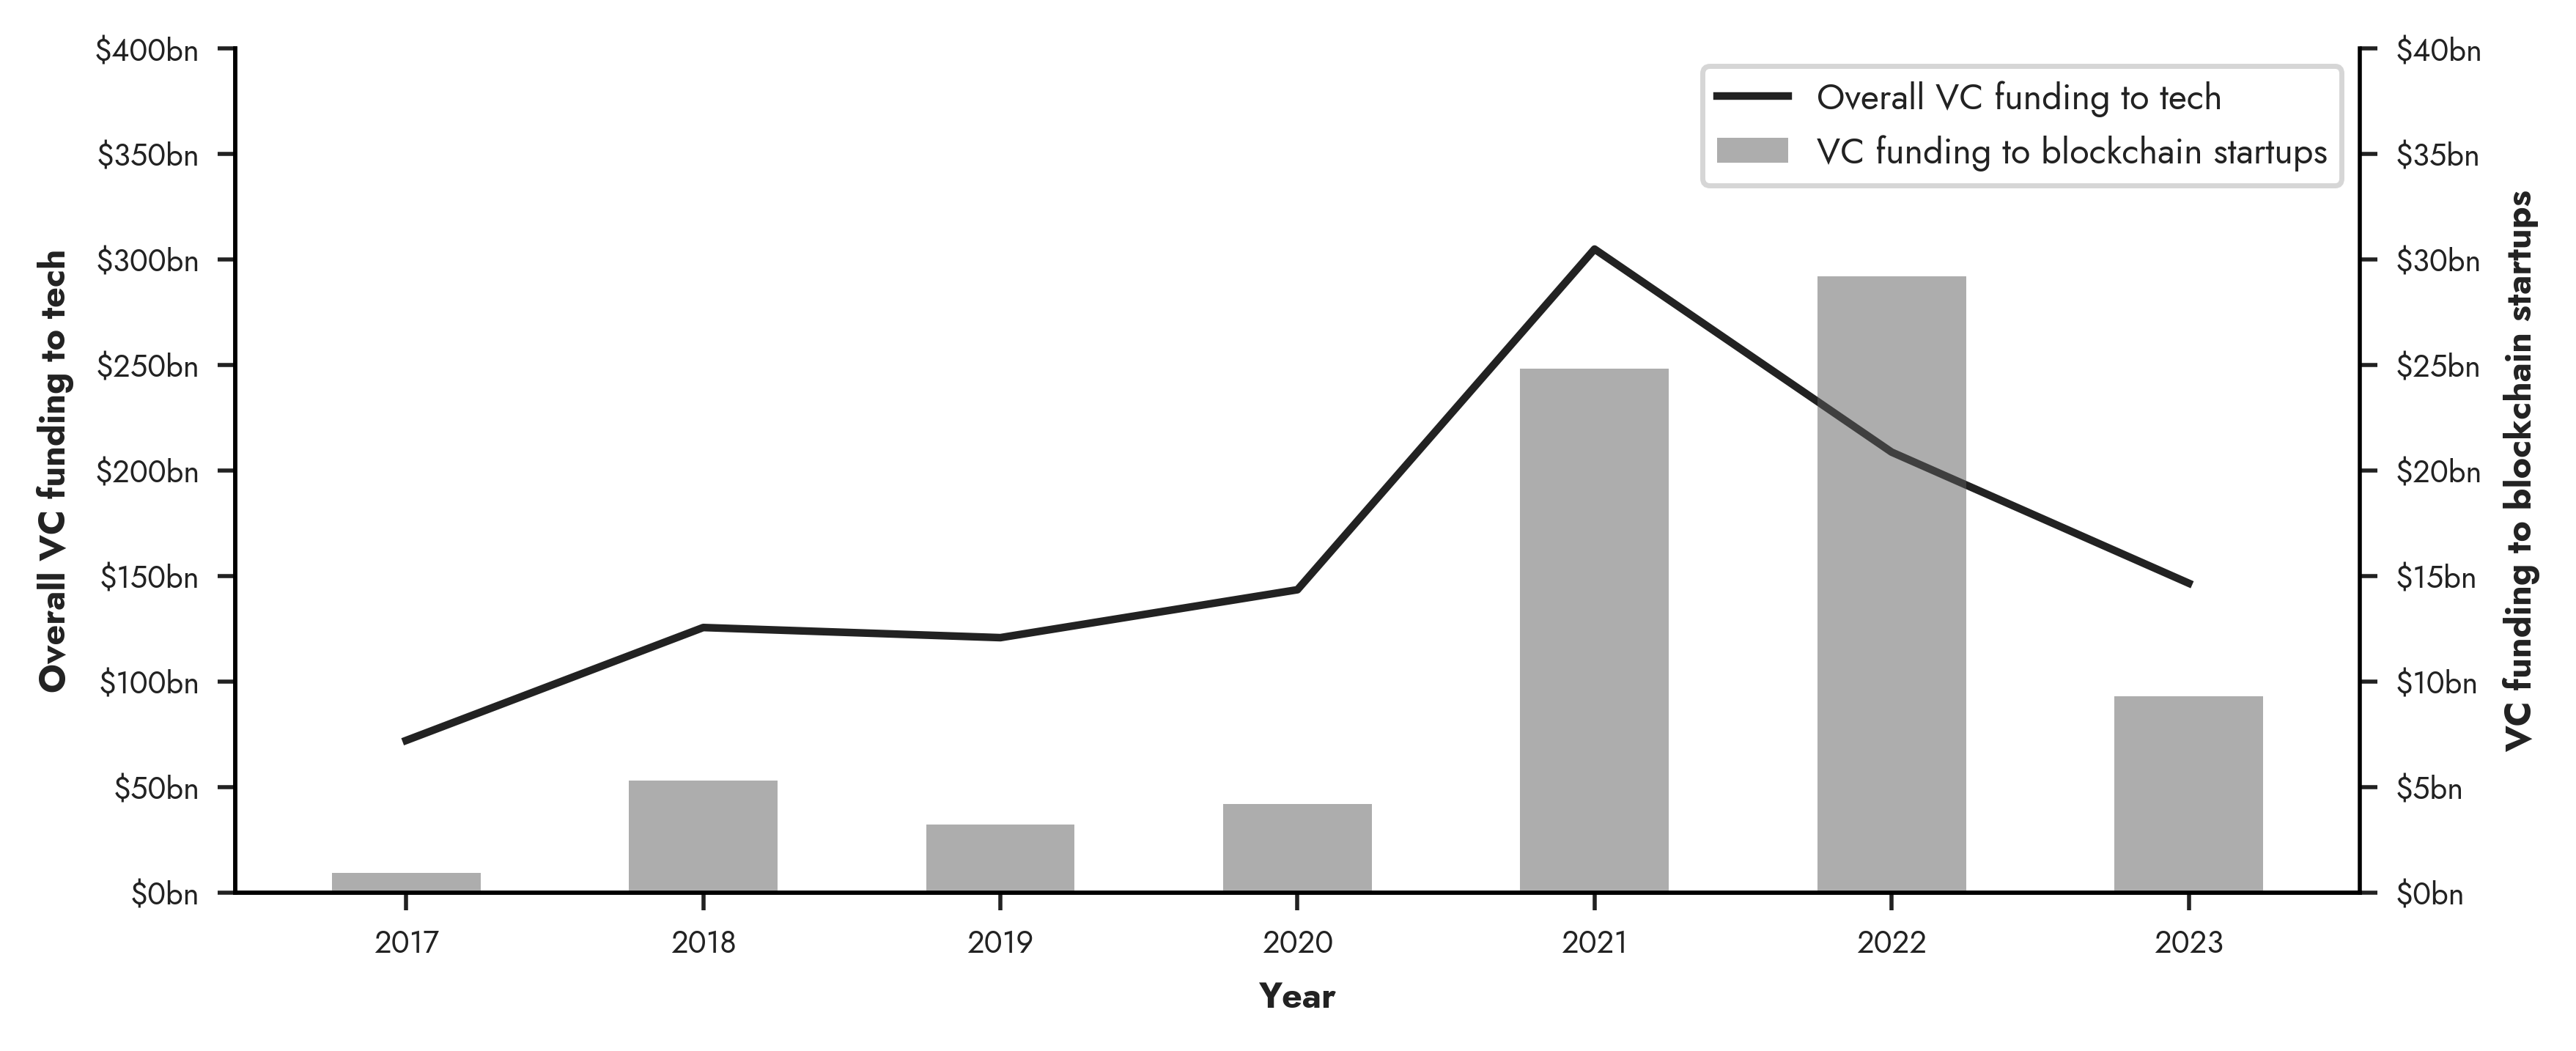 Overall VC funding to tech
$400bn
$350bn
$300bn
$250bn
$200bn
$150bn
$100bn
$50bn
$0bn
Overall VC funding to tech
VC funding to blockchain startups
$40bn
$35bn
$30bn
$25bn
$20bn
$15bn
$10bn
$5bn
$0bn
VC funding to blockchain startups
2017 2018 2019 2020 2021 2022 2023
Year